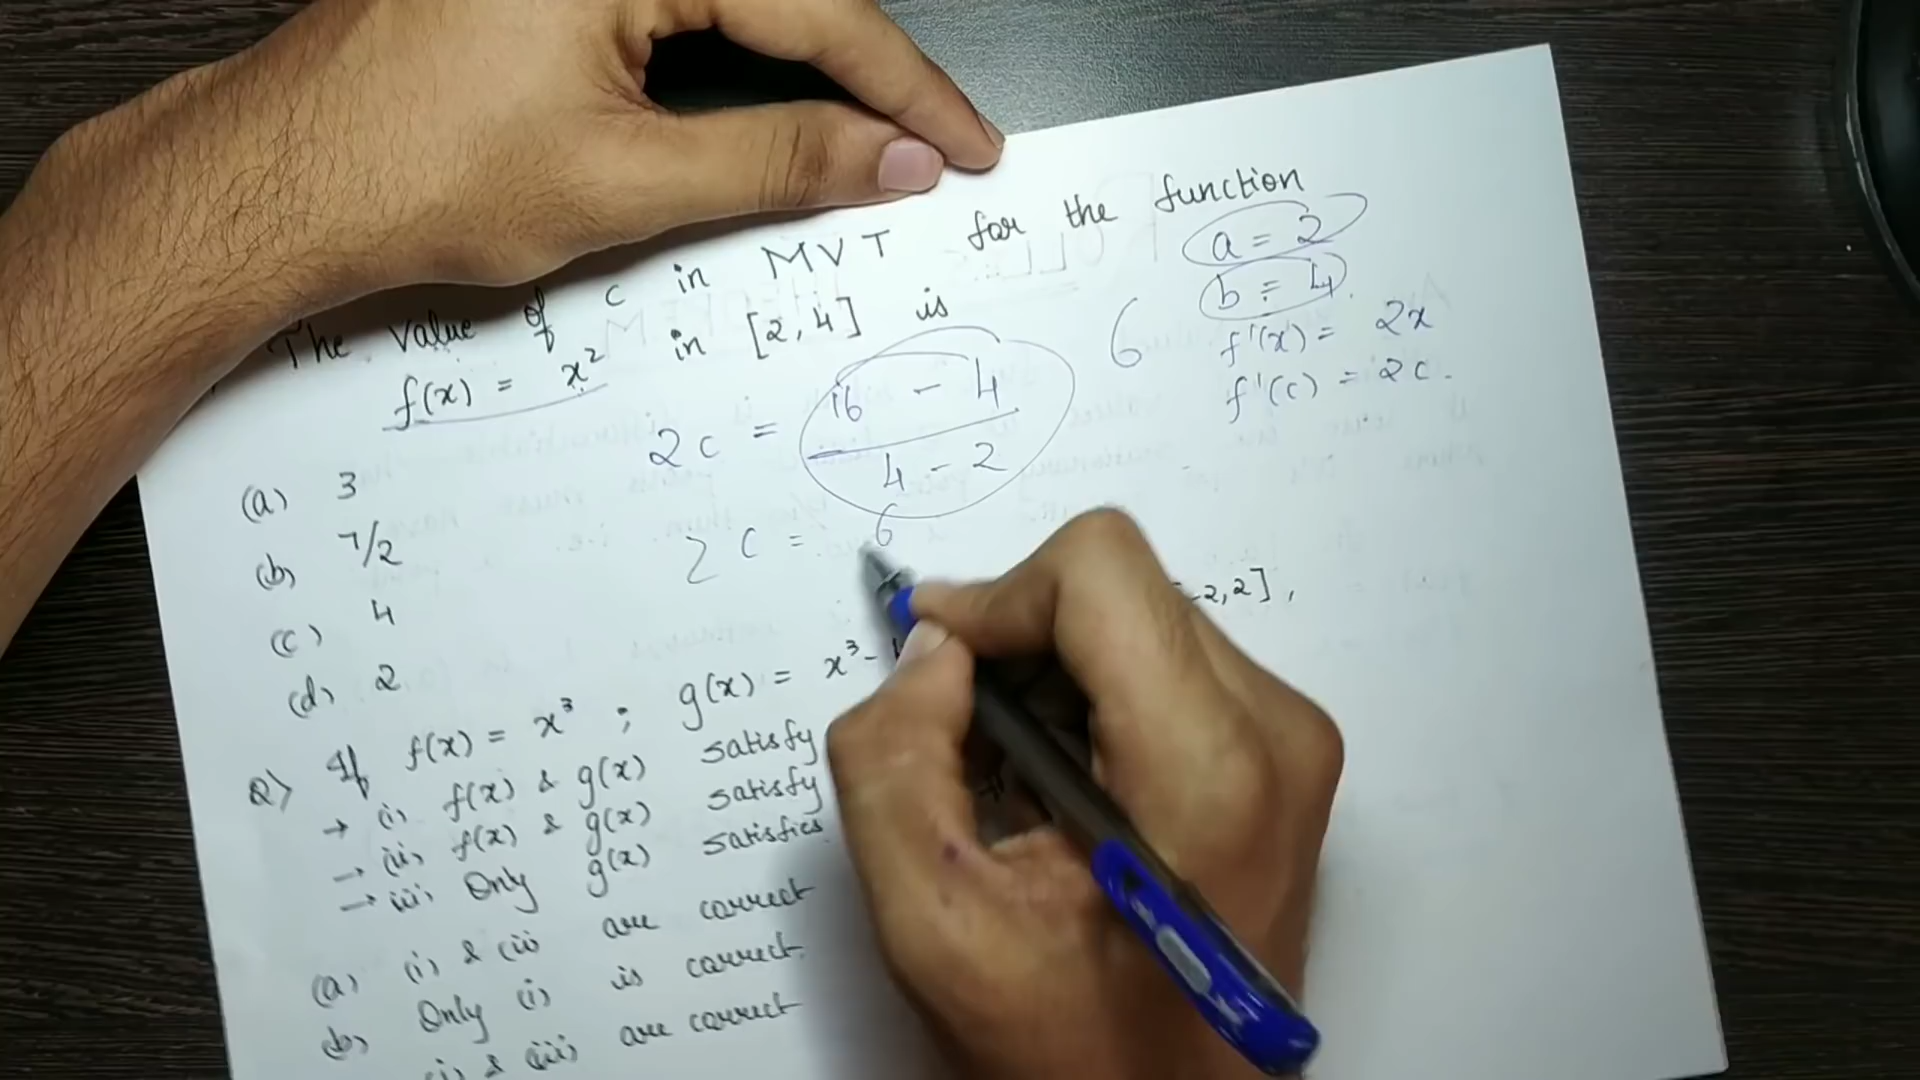 The value of c in MVT for the function
f(x) = x² in [2,4] is
a = 2
b = 4
6
f'(x) = 2x
f'(c) = 2c.
2c = 16 - 4
4 - 2
2c = 6
(a) 3
(b) 7/2
(c) 4
(d) 2
Q) If f(x) = x³ ; g(x) = x³ - -2,2],
→ (i) f(x) & g(x) satisfy
→ (ii) f(x) & g(x) satisfy
→ iii) Only g(x) satisfies
(a) (i) & (ii) are correct
(b) Only (i) is correct.
(i) & (iii) are correct